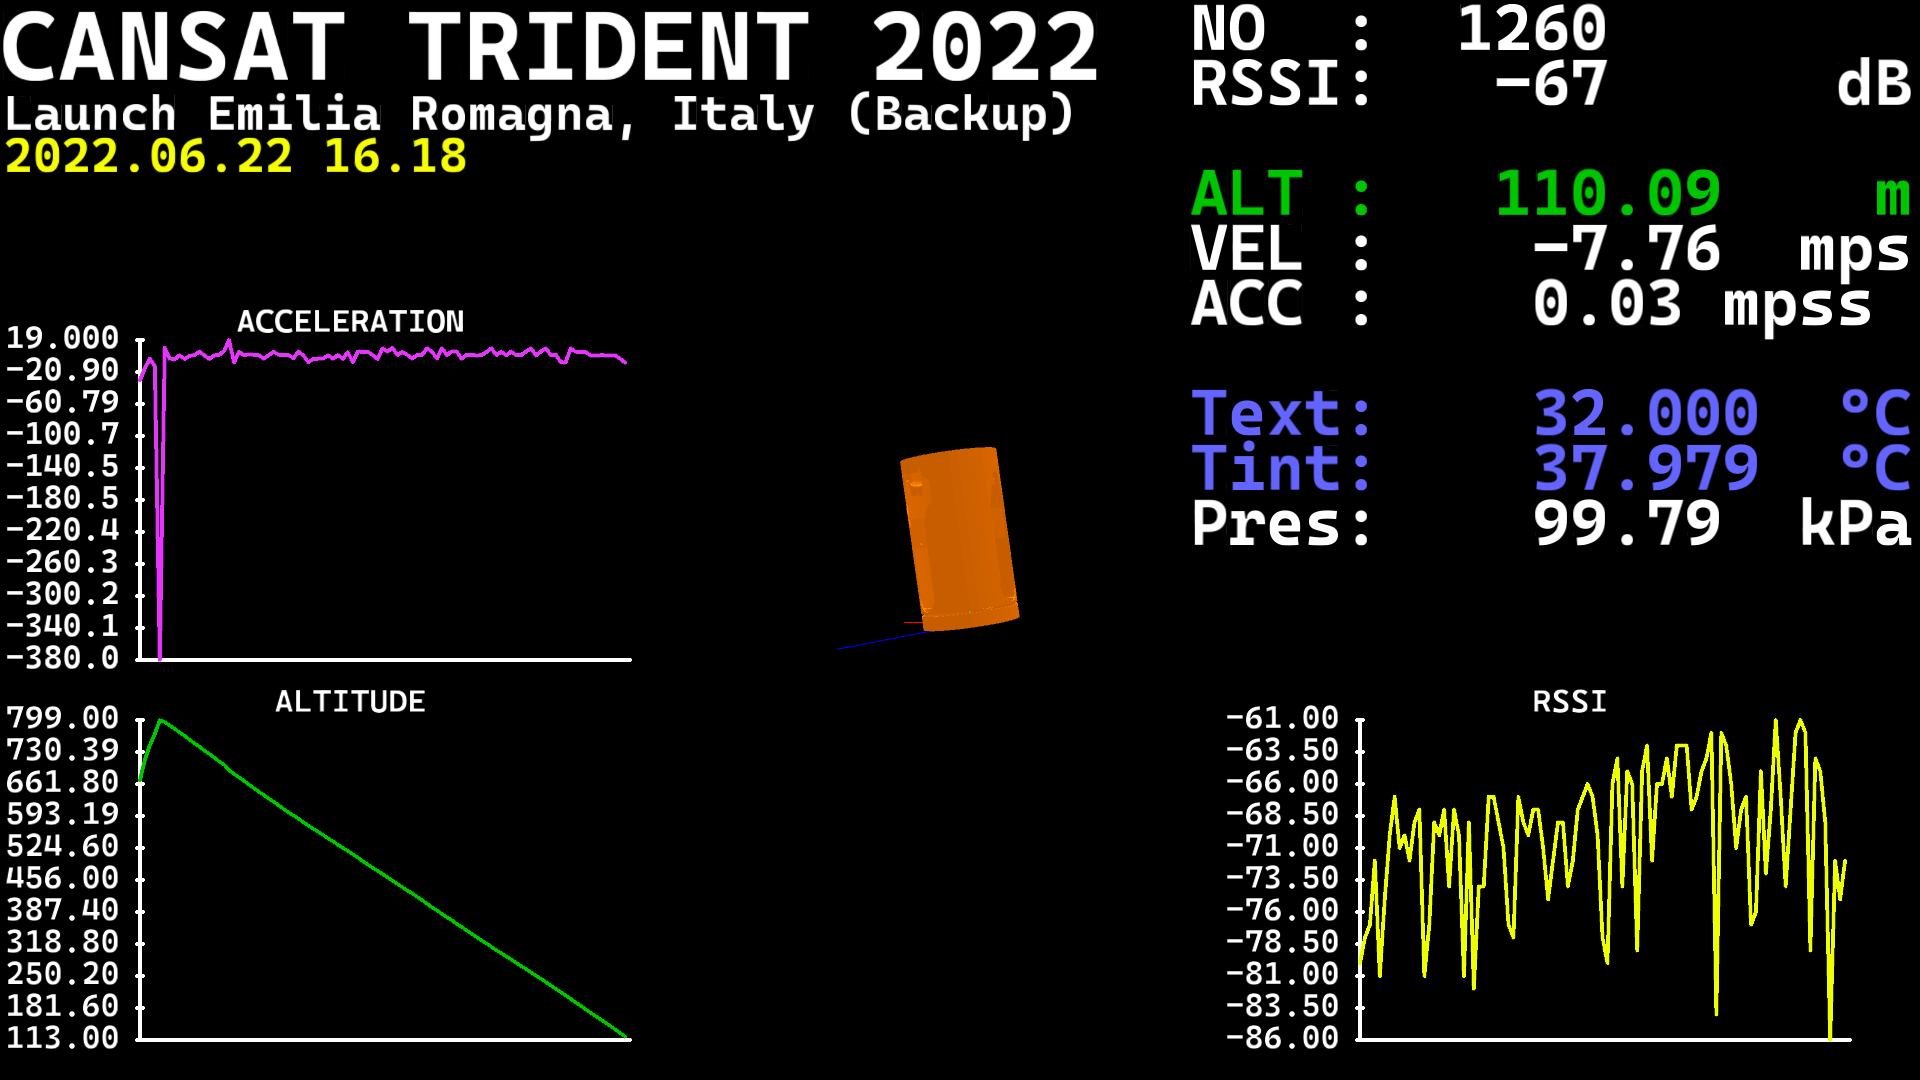 CANSAT TRIDENT 2022
Launch Emilia Romagna, Italy (Backup)
2022.06.22 16.18
NO : 1260
RSSI: −67 dB
ALT : 110.09 m
VEL : −7.76 mps
ACC : 0.03 mpss
Text: 32.000 °C
Tint: 37.979 °C
Pres: 99.79 kPa
ACCELERATION
19.000
−20.90
−60.79
−100.7
−140.5
−180.5
−220.4
−260.3
−300.2
−340.1
−380.0
ALTITUDE
799.00
730.39
661.80
593.19
524.60
456.00
387.40
318.80
250.20
181.60
113.00
RSSI
−61.00
−63.50
−66.00
−68.50
−71.00
−73.50
−76.00
−78.50
−81.00
−83.50
−86.00